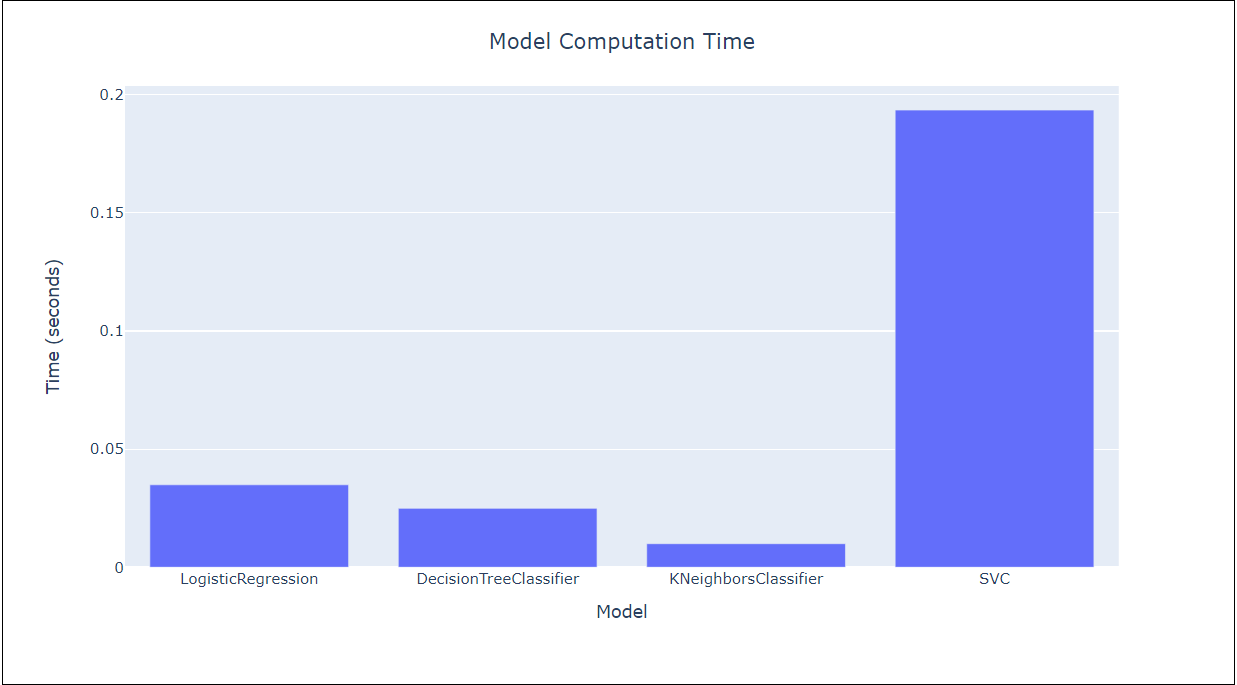 Model Computation Time
0.2
0.15
0.1
0.05
0
Time (seconds)
LogisticRegression DecisionTreeClassifier KNeighborsClassifier SVC
Model